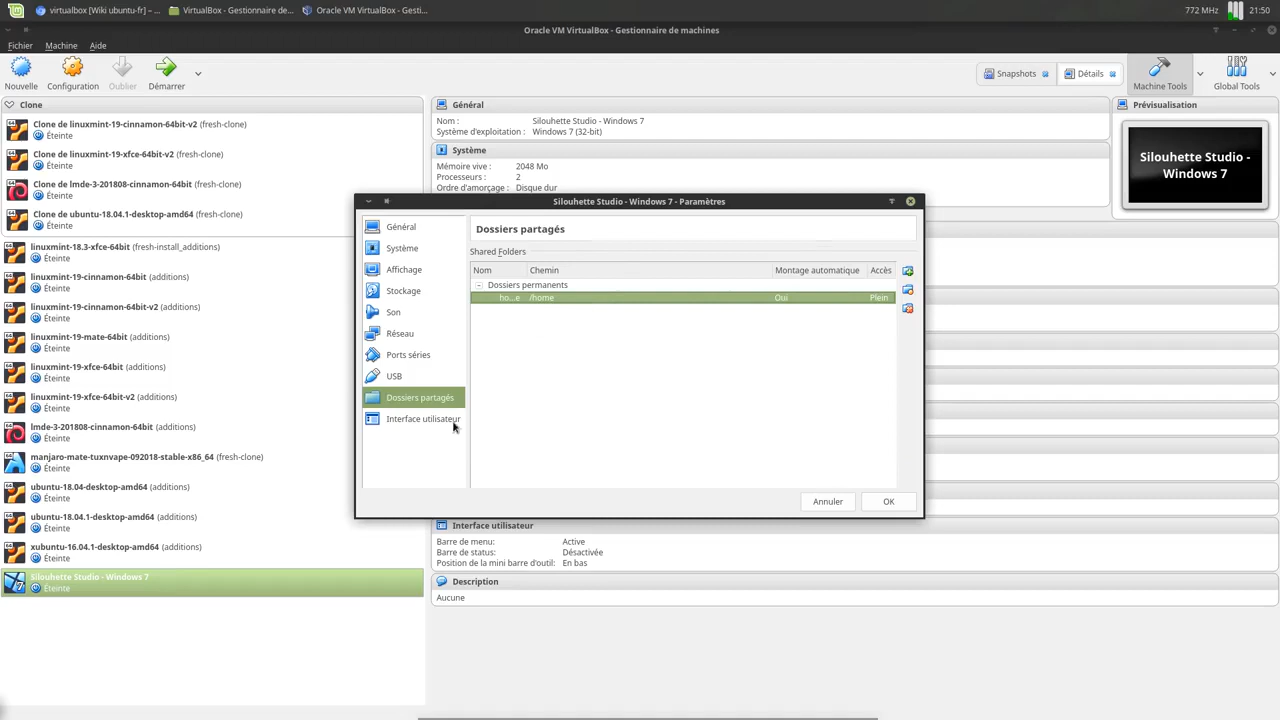 virtualbox [Wiki ubuntu-fr] – ...
VirtualBox - Gestionnaire de...
Oracle VM VirtualBox - Gesti...
772 MHz
21:50
Oracle VM VirtualBox - Gestionnaire de machines
Fichier Machine Aide
Nouvelle Configuration Oublier Démarrer
Snapshots Détails Machine Tools Global Tools
Clone
Clone de linuxmint-19-cinnamon-64bit-v2 (fresh-clone)
Éteinte
Clone de linuxmint-19-xfce-64bit-v2 (fresh-clone)
Éteinte
Clone de lmde-3-201808-cinnamon-64bit (fresh-clone)
Éteinte
Clone de ubuntu-18.04.1-desktop-amd64 (fresh-clone)
Éteinte
linuxmint-18.3-xfce-64bit (fresh-install_additions)
Éteinte
linuxmint-19-cinnamon-64bit (additions)
Éteinte
linuxmint-19-cinnamon-64bit-v2 (additions)
Éteinte
linuxmint-19-mate-64bit (additions)
Éteinte
linuxmint-19-xfce-64bit (additions)
Éteinte
linuxmint-19-xfce-64bit-v2 (additions)
Éteinte
lmde-3-201808-cinnamon-64bit (additions)
Éteinte
manjaro-mate-tuxnvape-092018-stable-x86_64 (fresh-clone)
Éteinte
ubuntu-18.04-desktop-amd64 (additions)
Éteinte
ubuntu-18.04.1-desktop-amd64 (additions)
Éteinte
xubuntu-16.04.1-desktop-amd64 (additions)
Éteinte
Silouhette Studio - Windows 7
Éteinte
Général
Nom : Silouhette Studio - Windows 7
Système d'exploitation : Windows 7 (32-bit)
Système
Mémoire vive : 2048 Mo
Processeurs : 2
Ordre d'amorçage : Disque dur
Prévisualisation
Silouhette Studio -
Windows 7
Silouhette Studio - Windows 7 - Paramètres
Général
Système
Affichage
Stockage
Son
Réseau
Ports séries
USB
Dossiers partagés
Interface utilisateur
Dossiers partagés
Shared Folders
Nom Chemin Montage automatique Accès
Dossiers permanents
ho...e /home Oui Plein
Annuler OK
Interface utilisateur
Barre de menu: Active
Barre de status: Désactivée
Position de la mini barre d'outil: En bas
Description
Aucune